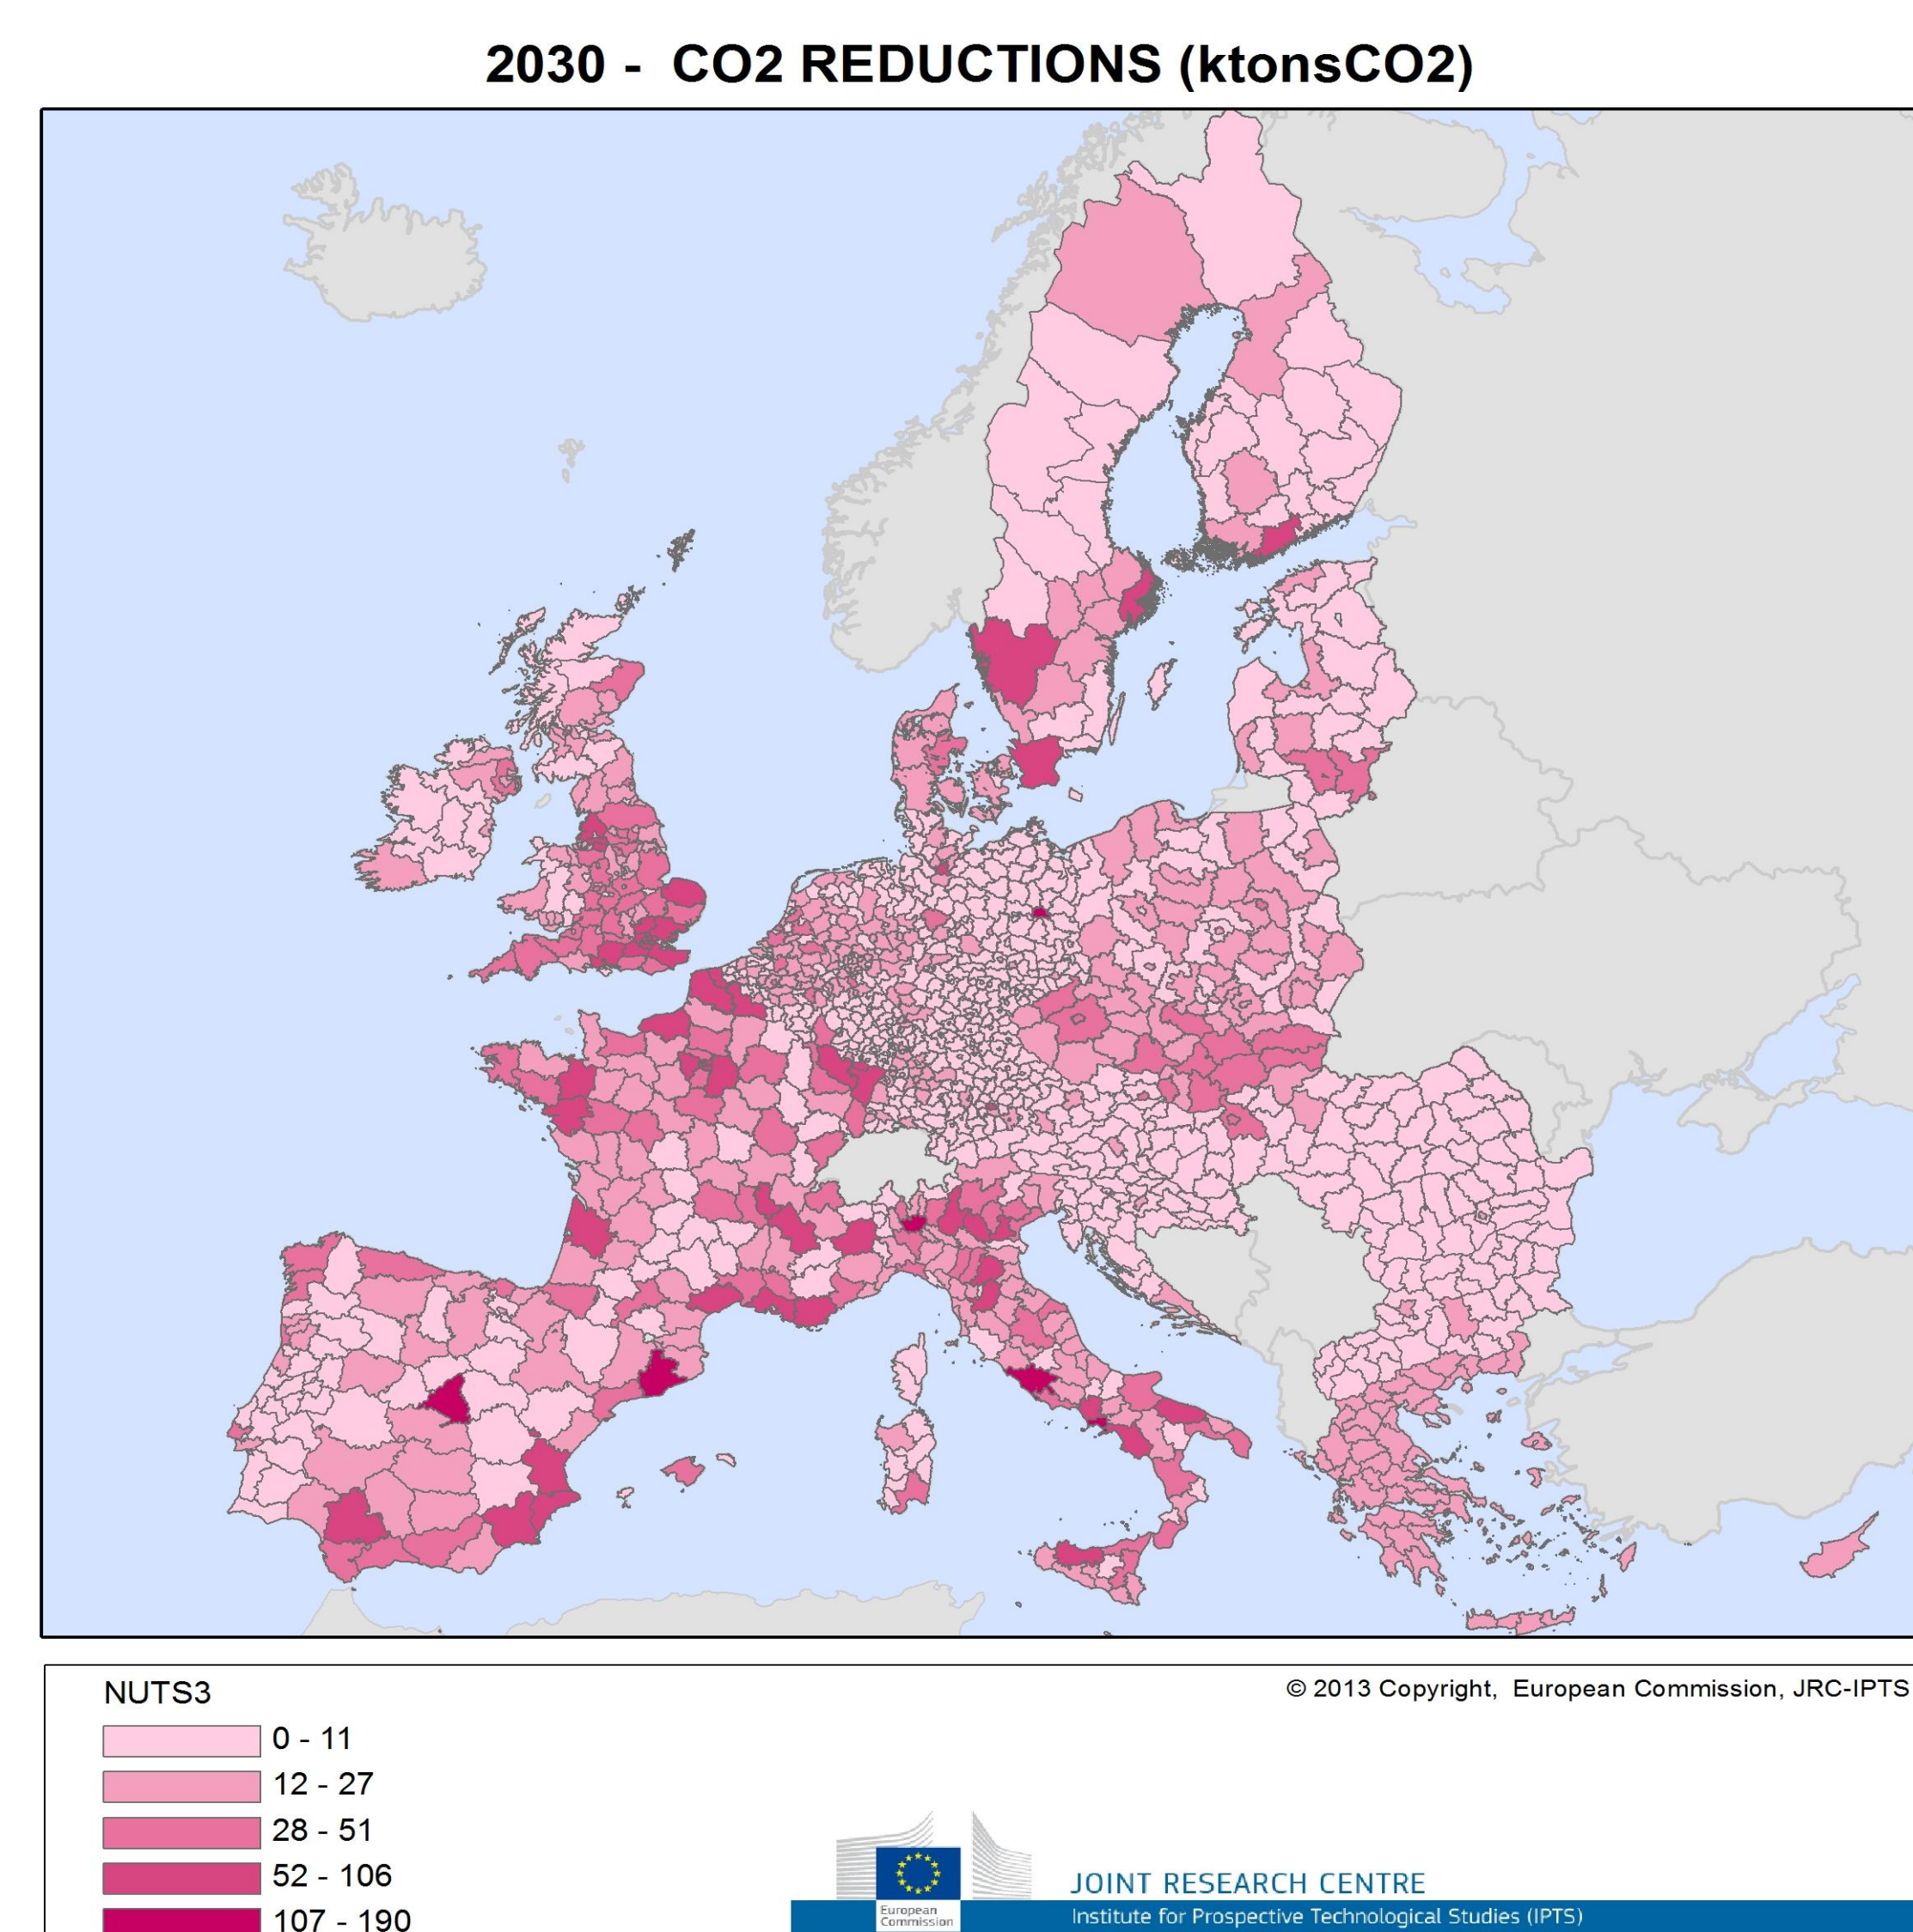 2030 - CO2 REDUCTIONS (ktonsCO2)
NUTS3
© 2013 Copyright, European Commission, JRC-IPTS
0 - 11
12 - 27
28 - 51
52 - 106
107 - 190
European
Commission
JOINT RESEARCH CENTRE
Institute for Prospective Technological Studies (IPTS)